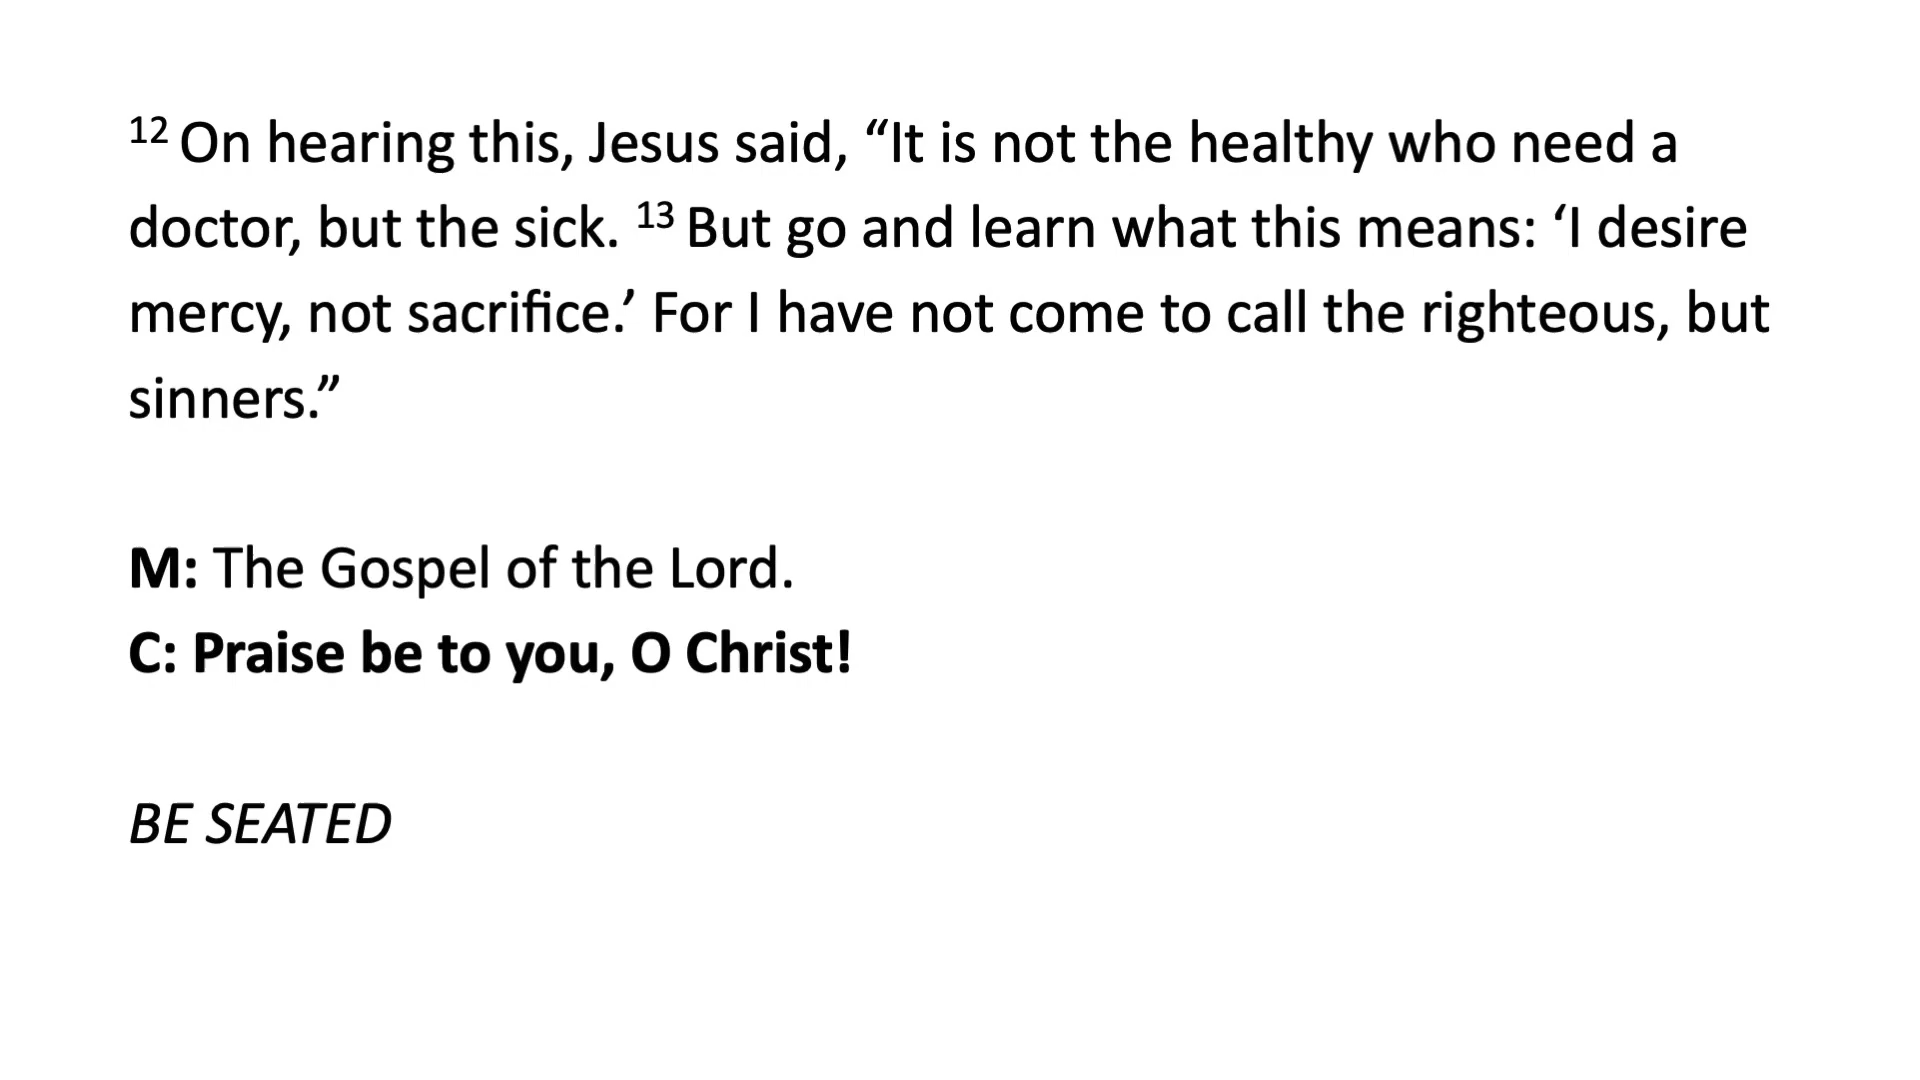 ¹² On hearing this, Jesus said, “It is not the healthy who need a
doctor, but the sick. ¹³ But go and learn what this means: ‘I desire
mercy, not sacrifice.’ For I have not come to call the righteous, but
sinners.”
M: The Gospel of the Lord.
C: Praise be to you, O Christ!
BE SEATED